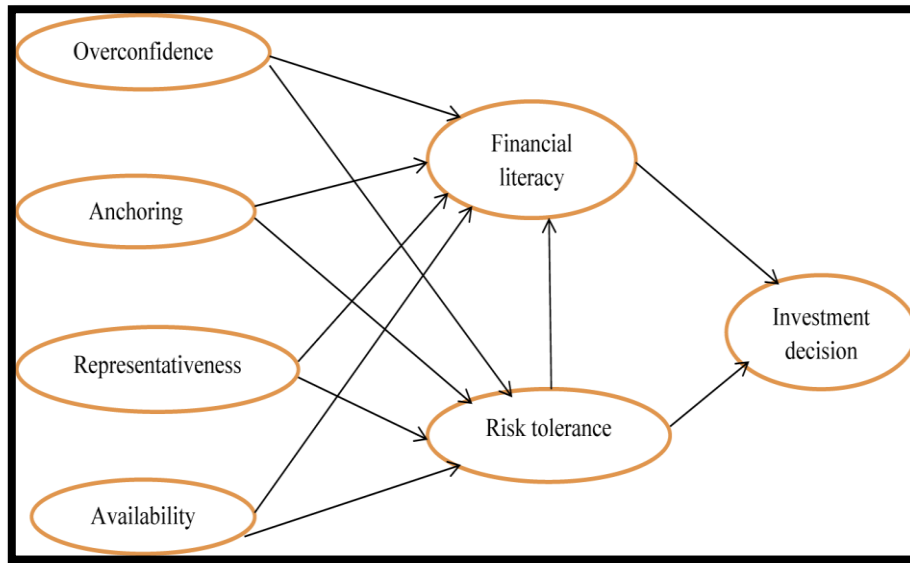 Overconfidence
Financial
literacy
Anchoring
Investment
decision
Representativeness
Risk tolerance
Availability